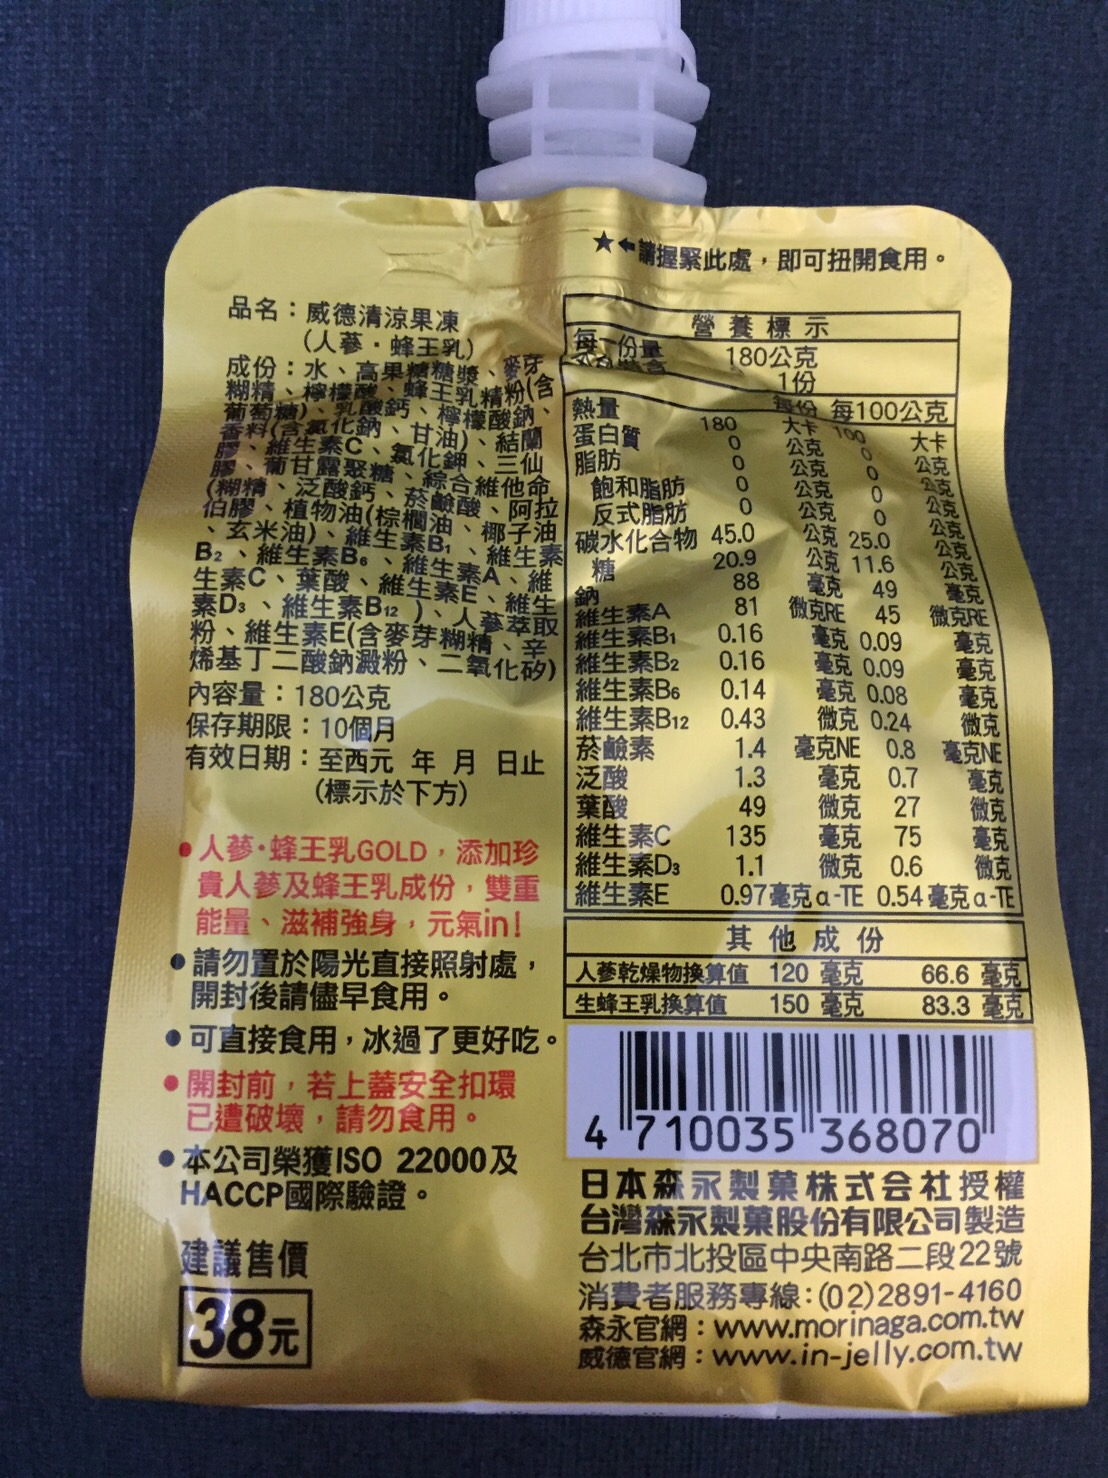 ★←請握緊此處，即可扭開食用。
品名：威德清涼果凍
(人蔘·蜂王乳)
成份：水、高果糖糖漿、麥芽
糊精、檸檬酸、蜂王乳精粉(含
葡萄糖)、乳酸鈣、檸檬酸鈉、
香料(含氯化鈉、甘油)、結蘭
膠、維生素C、氯化鉀、三仙
膠、葡甘露聚糖、綜合維他命
(糊精、泛酸鈣、菸鹼酸、阿拉
伯膠、植物油(棕櫚油、椰子油
、玄米油)、維生素B₁、維生素
B₂、維生素B₆、維生素A、維
生素C、葉酸、維生素E、維生
素D₃、維生素B₁₂)、人蔘萃取
粉、維生素E(含麥芽糊精、辛
烯基丁二酸鈉澱粉、二氧化矽)
內容量：180公克
保存期限：10個月
有效日期：至西元 年 月 日止
(標示於下方)
●人蔘·蜂王乳GOLD，添加珍
貴人蔘及蜂王乳成份，雙重
能量、滋補強身，元氣in!
●請勿置於陽光直接照射處，
開封後請儘早食用。
●可直接食用，冰過了更好吃。
●開封前，若上蓋安全扣環
已遭破壞，請勿食用。
●本公司榮獲ISO 22000及
HACCP國際驗證。
建議售價
38元
營養標示
每一份量 180公克
1份
每份 每100公克
熱量 180 大卡 100 大卡
蛋白質 0 公克 0 公克
脂肪 0 公克 0 公克
飽和脂肪 0 公克 0 公克
反式脂肪 0 公克 0 公克
碳水化合物 45.0 公克 25.0 公克
糖 20.9 公克 11.6 公克
鈉 88 毫克 49 毫克
維生素A 81 微克RE 45 微克RE
維生素B₁ 0.16 毫克 0.09 毫克
維生素B₂ 0.16 毫克 0.09 毫克
維生素B₆ 0.14 毫克 0.08 毫克
維生素B₁₂ 0.43 微克 0.24 微克
菸鹼素 1.4 毫克NE 0.8 毫克NE
泛酸 1.3 毫克 0.7 毫克
葉酸 49 微克 27 微克
維生素C 135 毫克 75 毫克
維生素D₃ 1.1 微克 0.6 微克
維生素E 0.97毫克α-TE 0.54毫克α-TE
其他成份
人蔘乾燥物換算值 120 毫克 66.6 毫克
生蜂王乳換算值 150 毫克 83.3 毫克
4 710035 368070
日本森永製菓株式会社授權
台灣森永製菓股份有限公司製造
台北市北投區中央南路二段22號
消費者服務專線：(02)2891-4160
森永官網：www.morinaga.com.tw
威德官網：www.in-jelly.com.tw